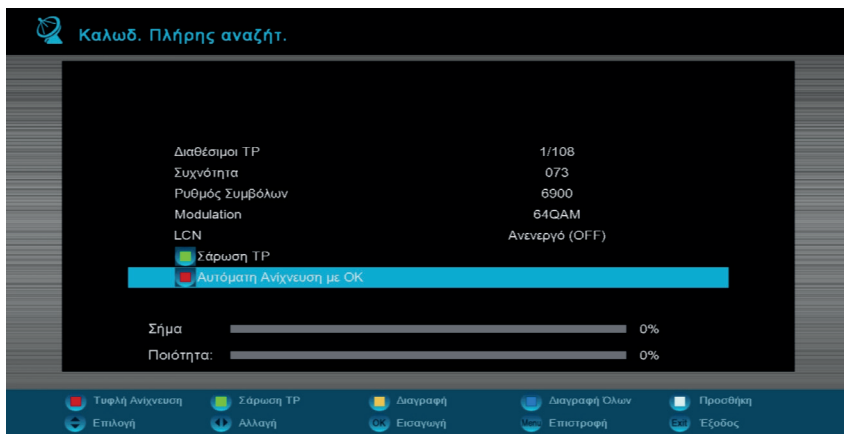 Καλωδ. Πλήρης αναζήτ.
Διαθέσιμοι TP 1/108
Συχνότητα 073
Ρυθμός Συμβόλων 6900
Modulation 64QAM
LCN Ανενεργό (OFF)
Σάρωση TP
Αυτόματη Ανίχνευση με ΟΚ
Σήμα 0%
Ποιότητα: 0%
Τυφλή Ανίχνευση Σάρωση TP Διαγραφή Διαγραφή Όλων Προσθήκη
Επιλογή Αλλαγή OK Εισαγωγή Menu Επιστροφή Exit Έξοδος